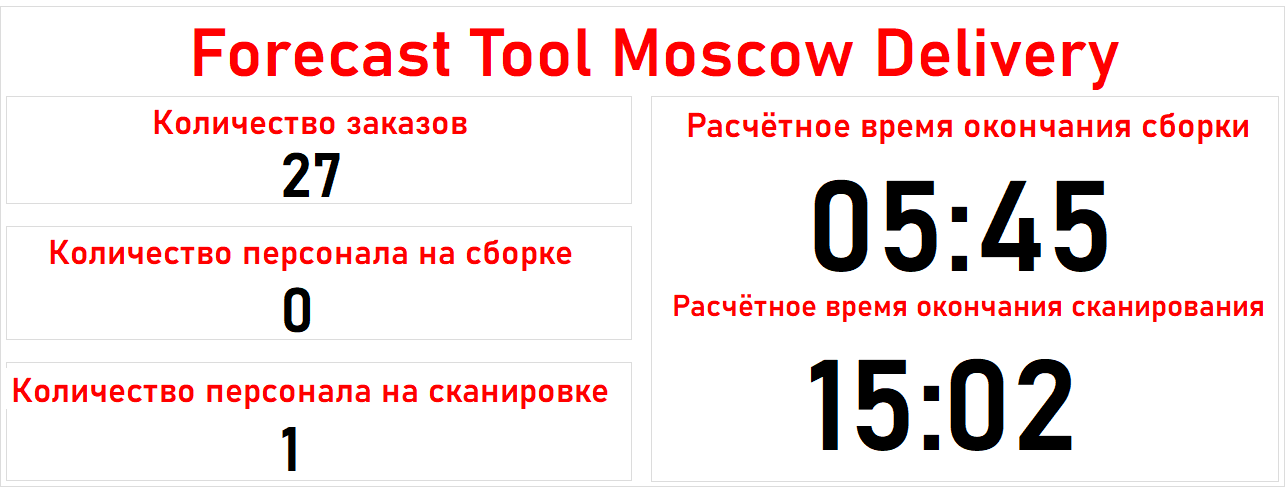 Forecast Tool Moscow Delivery
Количество заказов
27
Количество персонала на сборке
0
Количество персонала на сканировке
1
Расчётное время окончания сборки
05:45
Расчётное время окончания сканирования
15:02